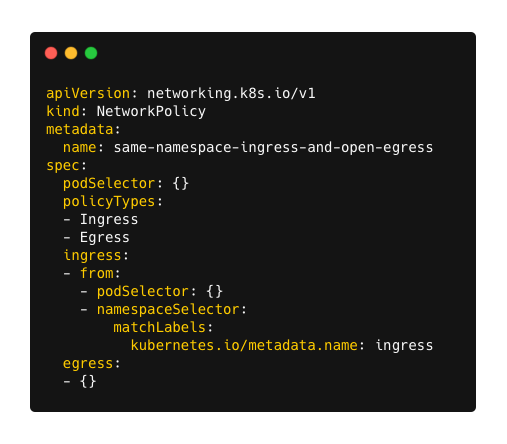 apiVersion: networking.k8s.io/v1
kind: NetworkPolicy
metadata:
  name: same-namespace-ingress-and-open-egress
spec:
  podSelector: {}
  policyTypes:
  - Ingress
  - Egress
  ingress:
  - from:
    - podSelector: {}
    - namespaceSelector:
        matchLabels:
          kubernetes.io/metadata.name: ingress
  egress:
  - {}